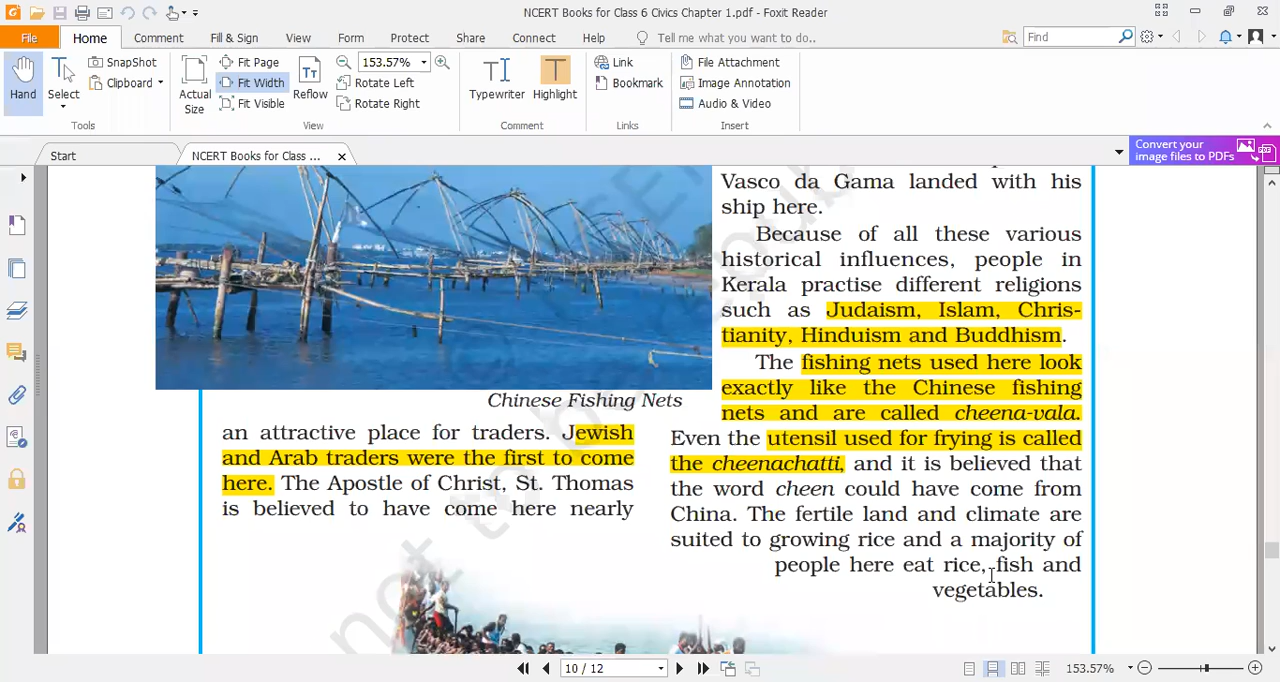 NCERT Books for Class 6 Civics Chapter 1.pdf - Foxit Reader
File Home Comment Fill & Sign View Form Protect Share Connect Help Tell me what you want to do.. Find
Hand
Select
SnapShot
Clipboard
Tools
Actual Size
Fit Page
Fit Width
Fit Visible
Reflow
153.57%
Rotate Left
Rotate Right
View
Typewriter
Highlight
Comment
Link
Bookmark
Links
File Attachment
Image Annotation
Audio & Video
Insert
Start
NCERT Books for Class ...
Convert your
image files to PDFs
PDF
Chinese Fishing Nets
an attractive place for traders. Jewish
and Arab traders were the first to come
here. The Apostle of Christ, St. Thomas
is believed to have come here nearly
Vasco da Gama landed with his
ship here.
Because of all these various
historical influences, people in
Kerala practise different religions
such as Judaism, Islam, Chris-
tianity, Hinduism and Buddhism.
The fishing nets used here look
exactly like the Chinese fishing
nets and are called cheena-vala.
Even the utensil used for frying is called
the cheenachatti, and it is believed that
the word cheen could have come from
China. The fertile land and climate are
suited to growing rice and a majority of
people here eat rice, fish and
vegetables.
not to be
10 / 12
153.57%